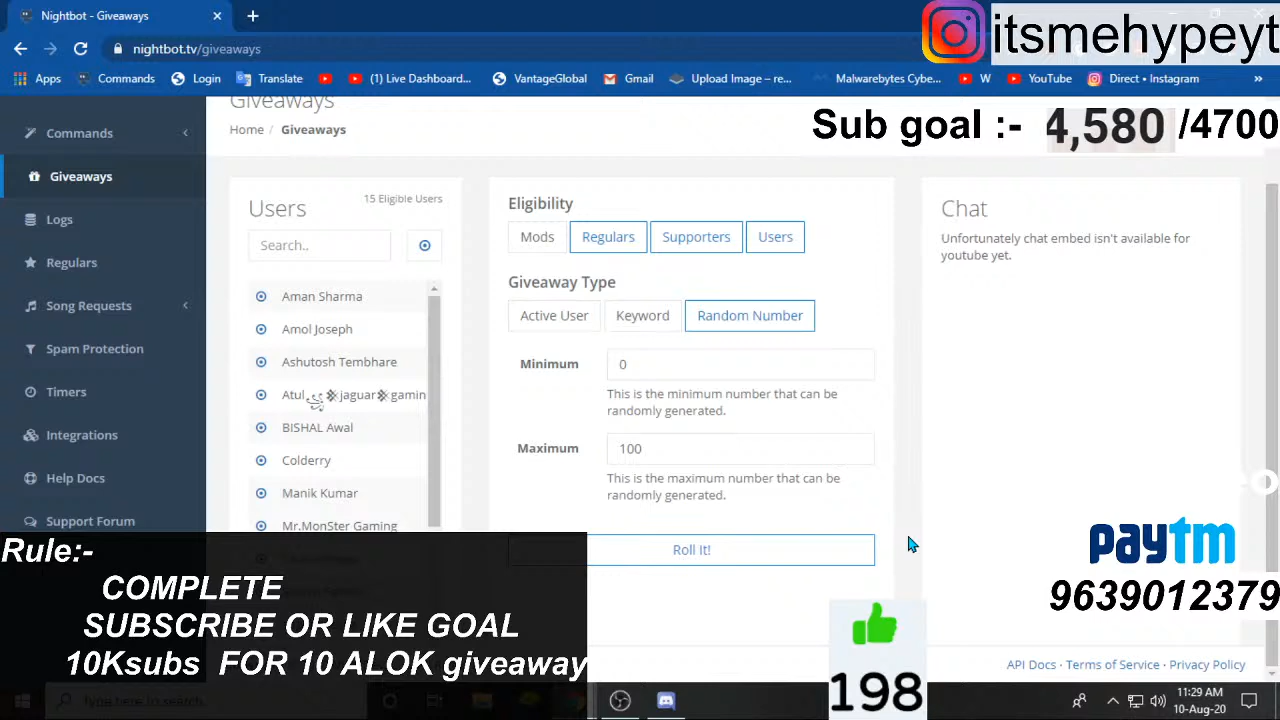 Nightbot - Giveaways
nightbot.tv/giveaways
itsmehypeyt
Apps
Commands
Login
Translate
(1) Live Dashboard...
VantageGlobal
Gmail
Upload Image – re...
Malwarebytes Cybe...
W
YouTube
Direct • Instagram
»
Sub goal :- 4,580 /4700
Giveaways
Home / Giveaways
Commands
Giveaways
Logs
Regulars
Song Requests
Spam Protection
Timers
Integrations
Help Docs
Support Forum
Users
15 Eligible Users
Search..
Aman Sharma
Amol Joseph
Ashutosh Tembhare
BISHAL Awal
Colderry
Manik Kumar
Mr.MonSter Gaming
Eligibility
Mods
Regulars
Supporters
Users
Giveaway Type
Active User
Keyword
Random Number
Minimum
0
This is the minimum number that can be
randomly generated.
Maximum
100
This is the maximum number that can be
randomly generated.
Roll It!
Chat
Unfortunately chat embed isn't available for
youtube yet.
paytm
9639012379
Rule:-
COMPLETE
SUBSCRIBE OR LIKE GOAL
10Ksubs FOR 10 ALOK giveaway
198
API Docs - Terms of Service - Privacy Policy
Type here to search
11:29 AM
10-Aug-20